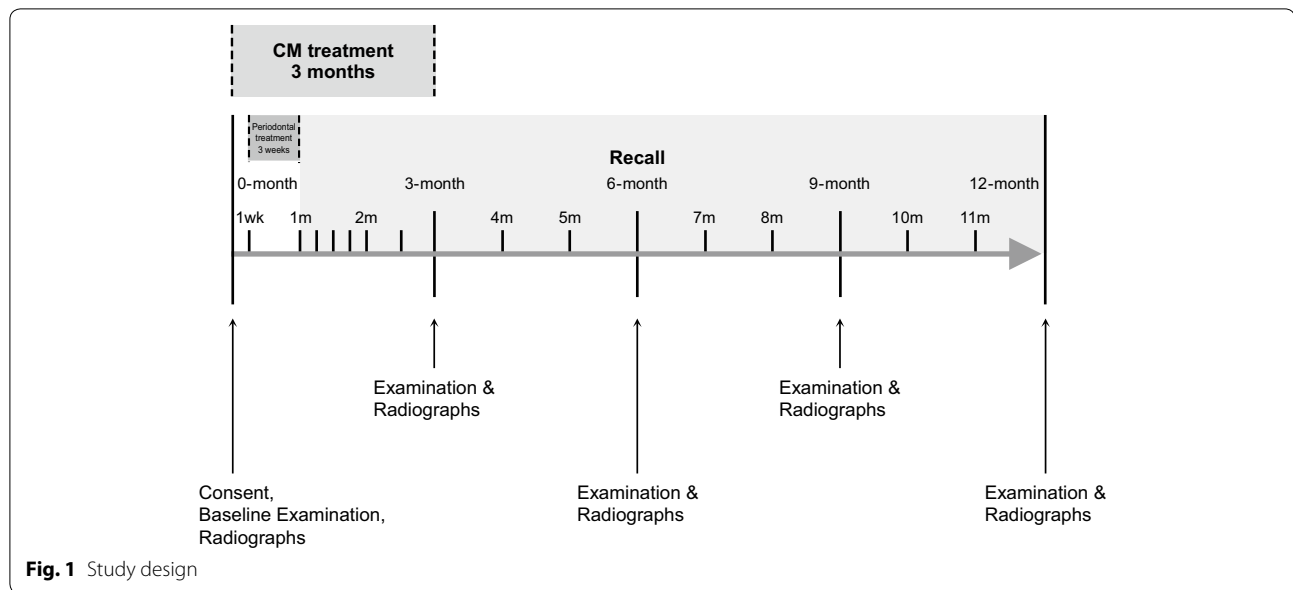 CM treatment
3 months
Periodontal
treatment
3 weeks
Recall
0-month 3-month 6-month 9-month 12-month
1wk 1m 2m 4m 5m 7m 8m 10m 11m
Examination &
Radiographs
Examination &
Radiographs
Consent,
Baseline Examination,
Radiographs
Examination &
Radiographs
Examination &
Radiographs
Fig. 1 Study design